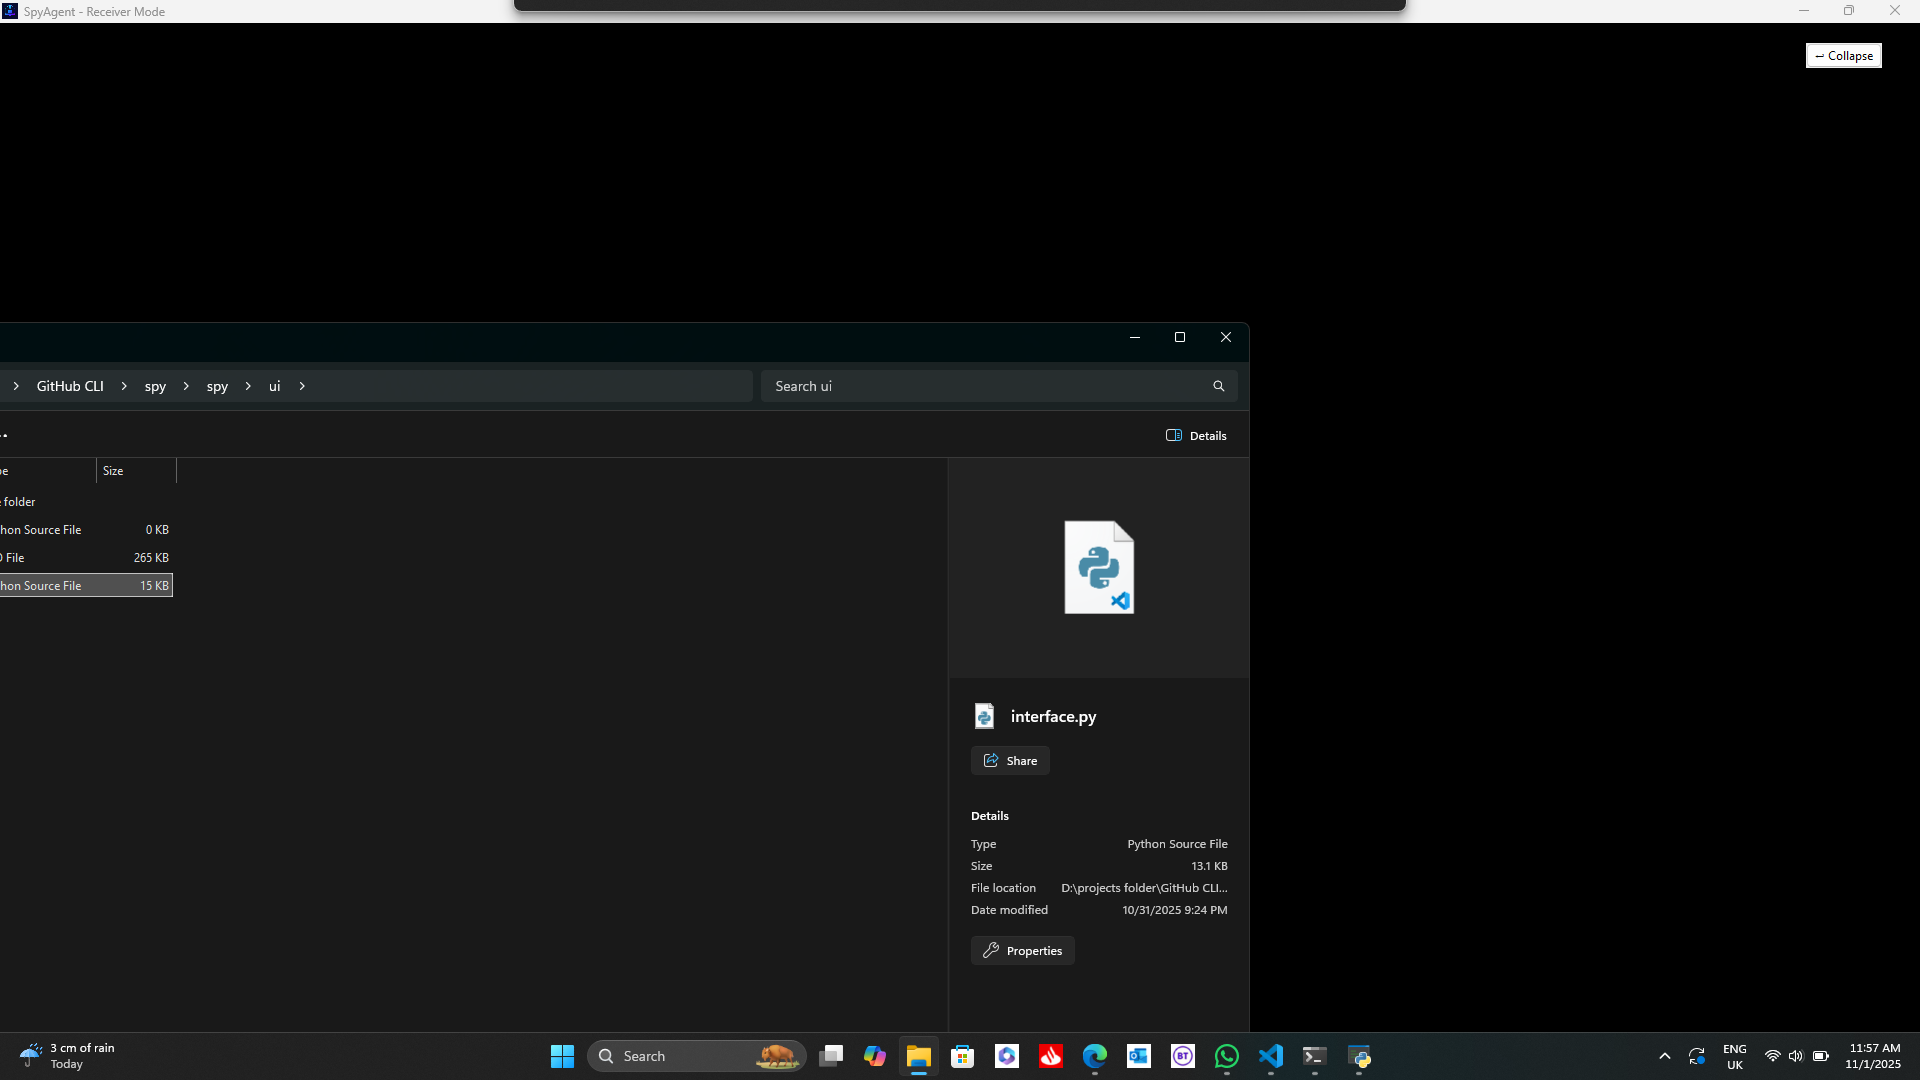 SpyAgent - Receiver Mode
Collapse
GitHub CLI > spy > spy > ui >
Search ui
Details
Size
folder
hon Source File 0 KB
File 265 KB
hon Source File 15 KB
interface.py
Share
Details
Type Python Source File
Size 13.1 KB
File location D:\projects folder\GitHub CLI...
Date modified 10/31/2025 9:24 PM
Properties
3 cm of rain
Today
Search
BT
ENG
UK
11:57 AM
11/1/2025